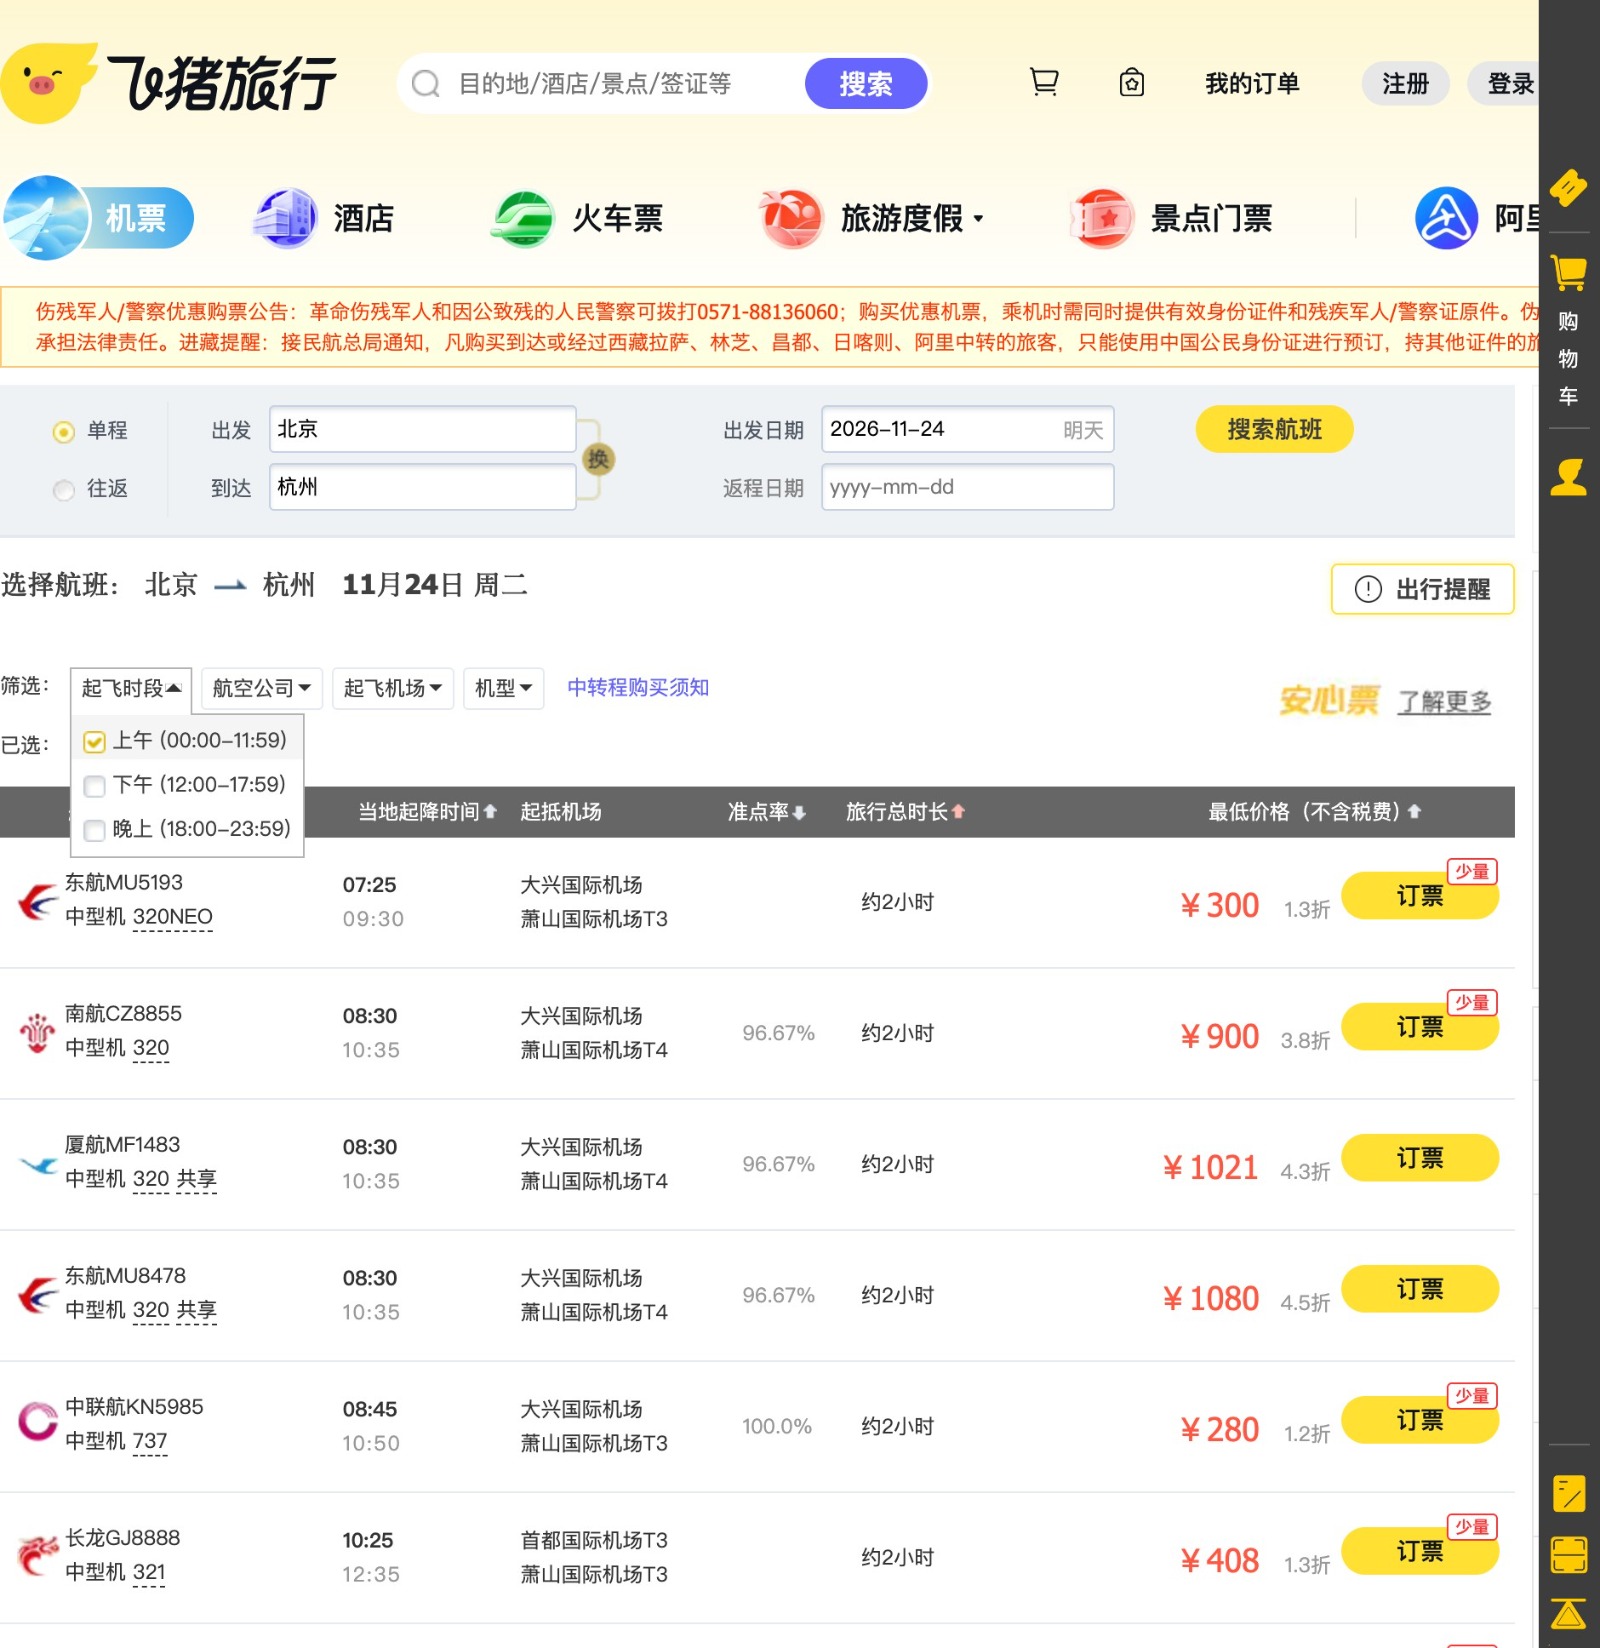 飞猪旅行
目的地/酒店/景点/签证等
搜索
我的订单
注册
登录
机票
酒店
火车票
旅游度假
景点门票
阿里
购
物
车
伤残军人/警察优惠购票公告：革命伤残军人和因公致残的人民警察可拨打0571-88136060；购买优惠机票，乘机时需同时提供有效身份证件和残疾军人/警察证原件。伪
承担法律责任。进藏提醒：接民航总局通知，凡购买到达或经过西藏拉萨、林芝、昌都、日喀则、阿里中转的旅客，只能使用中国公民身份证进行预订，持其他证件的旅
单程
出发
北京
出发日期
2026-11-24
明天
搜索航班
换
往返
到达
杭州
返程日期
yyyy-mm-dd
选择航班：
北京
杭州
11月24日 周二
出行提醒
筛选：
起飞时段
航空公司
起飞机场
机型
中转程购买须知
安心票
了解更多
已选：
上午 (00:00-11:59)
下午 (12:00-17:59)
晚上 (18:00-23:59)
当地起降时间
起抵机场
准点率
旅行总时长
最低价格（不含税费）
东航MU5193
中型机 320NEO
07:25
09:30
大兴国际机场
萧山国际机场T3
约2小时
¥300
1.3折
订票
少量
南航CZ8855
中型机 320
08:30
10:35
大兴国际机场
萧山国际机场T4
96.67%
约2小时
¥900
3.8折
订票
少量
厦航MF1483
中型机 320 共享
08:30
10:35
大兴国际机场
萧山国际机场T4
96.67%
约2小时
¥1021
4.3折
订票
东航MU8478
中型机 320 共享
08:30
10:35
大兴国际机场
萧山国际机场T4
96.67%
约2小时
¥1080
4.5折
订票
中联航KN5985
中型机 737
08:45
10:50
大兴国际机场
萧山国际机场T3
100.0%
约2小时
¥280
1.2折
订票
少量
长龙GJ8888
中型机 321
10:25
12:35
首都国际机场T3
萧山国际机场T3
约2小时
¥408
1.3折
订票
少量